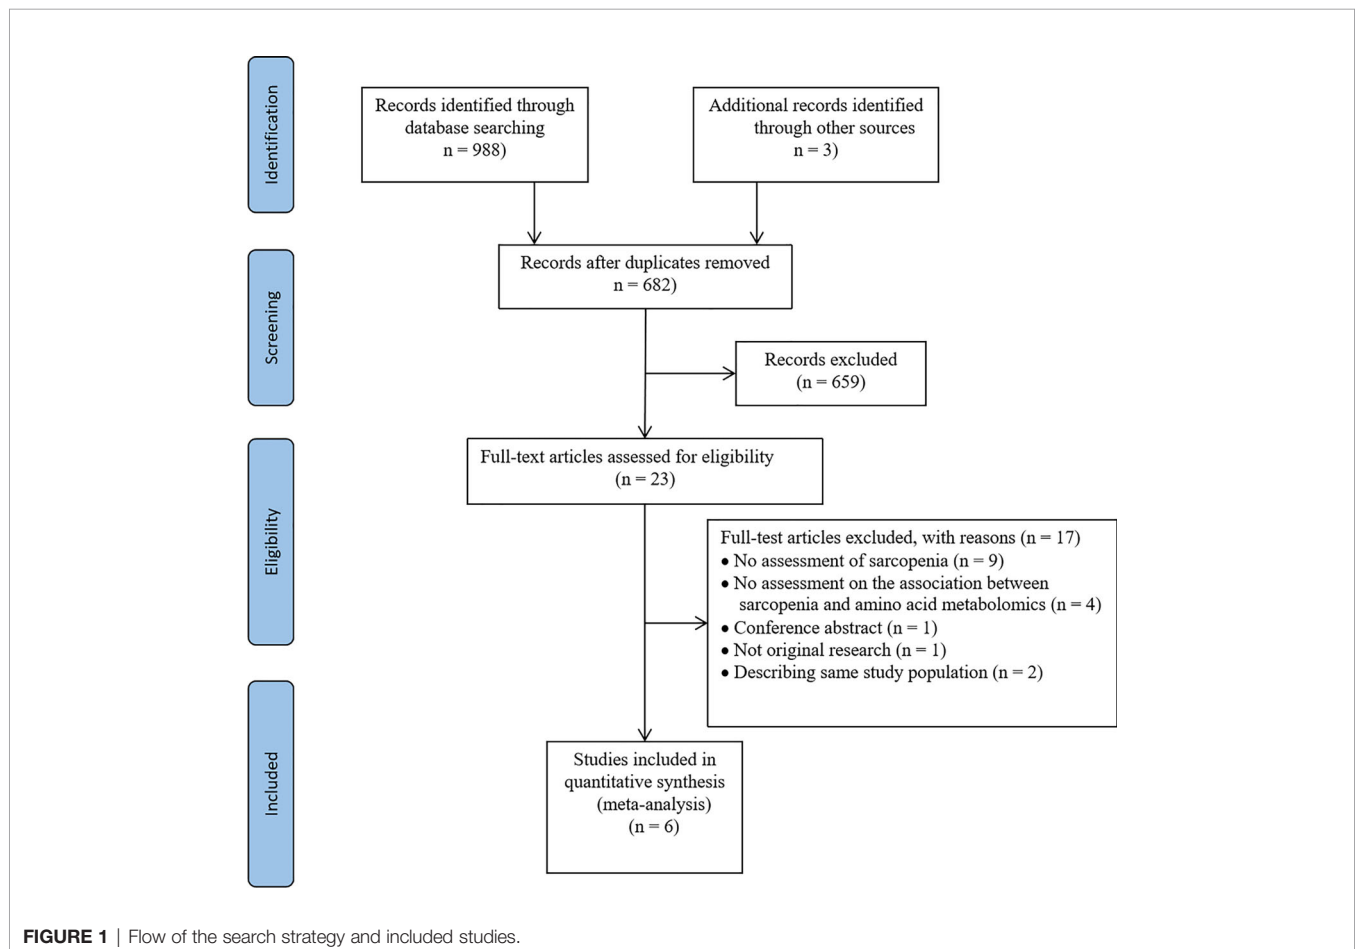 Identification
Records identified through
database searching
n = 988)
Additional records identified
through other sources
n = 3)
Screening
Records after duplicates removed
n = 682)
Records excluded
(n = 659)
Eligibility
Full-text articles assessed for eligibility
(n = 23)
Full-test articles excluded, with reasons (n = 17)
● No assessment of sarcopenia (n = 9)
● No assessment on the association between
sarcopenia and amino acid metabolomics (n = 4)
● Conference abstract (n = 1)
● Not original research (n = 1)
● Describing same study population (n = 2)
Included
Studies included in
quantitative synthesis
(meta-analysis)
(n = 6)
FIGURE 1 | Flow of the search strategy and included studies.